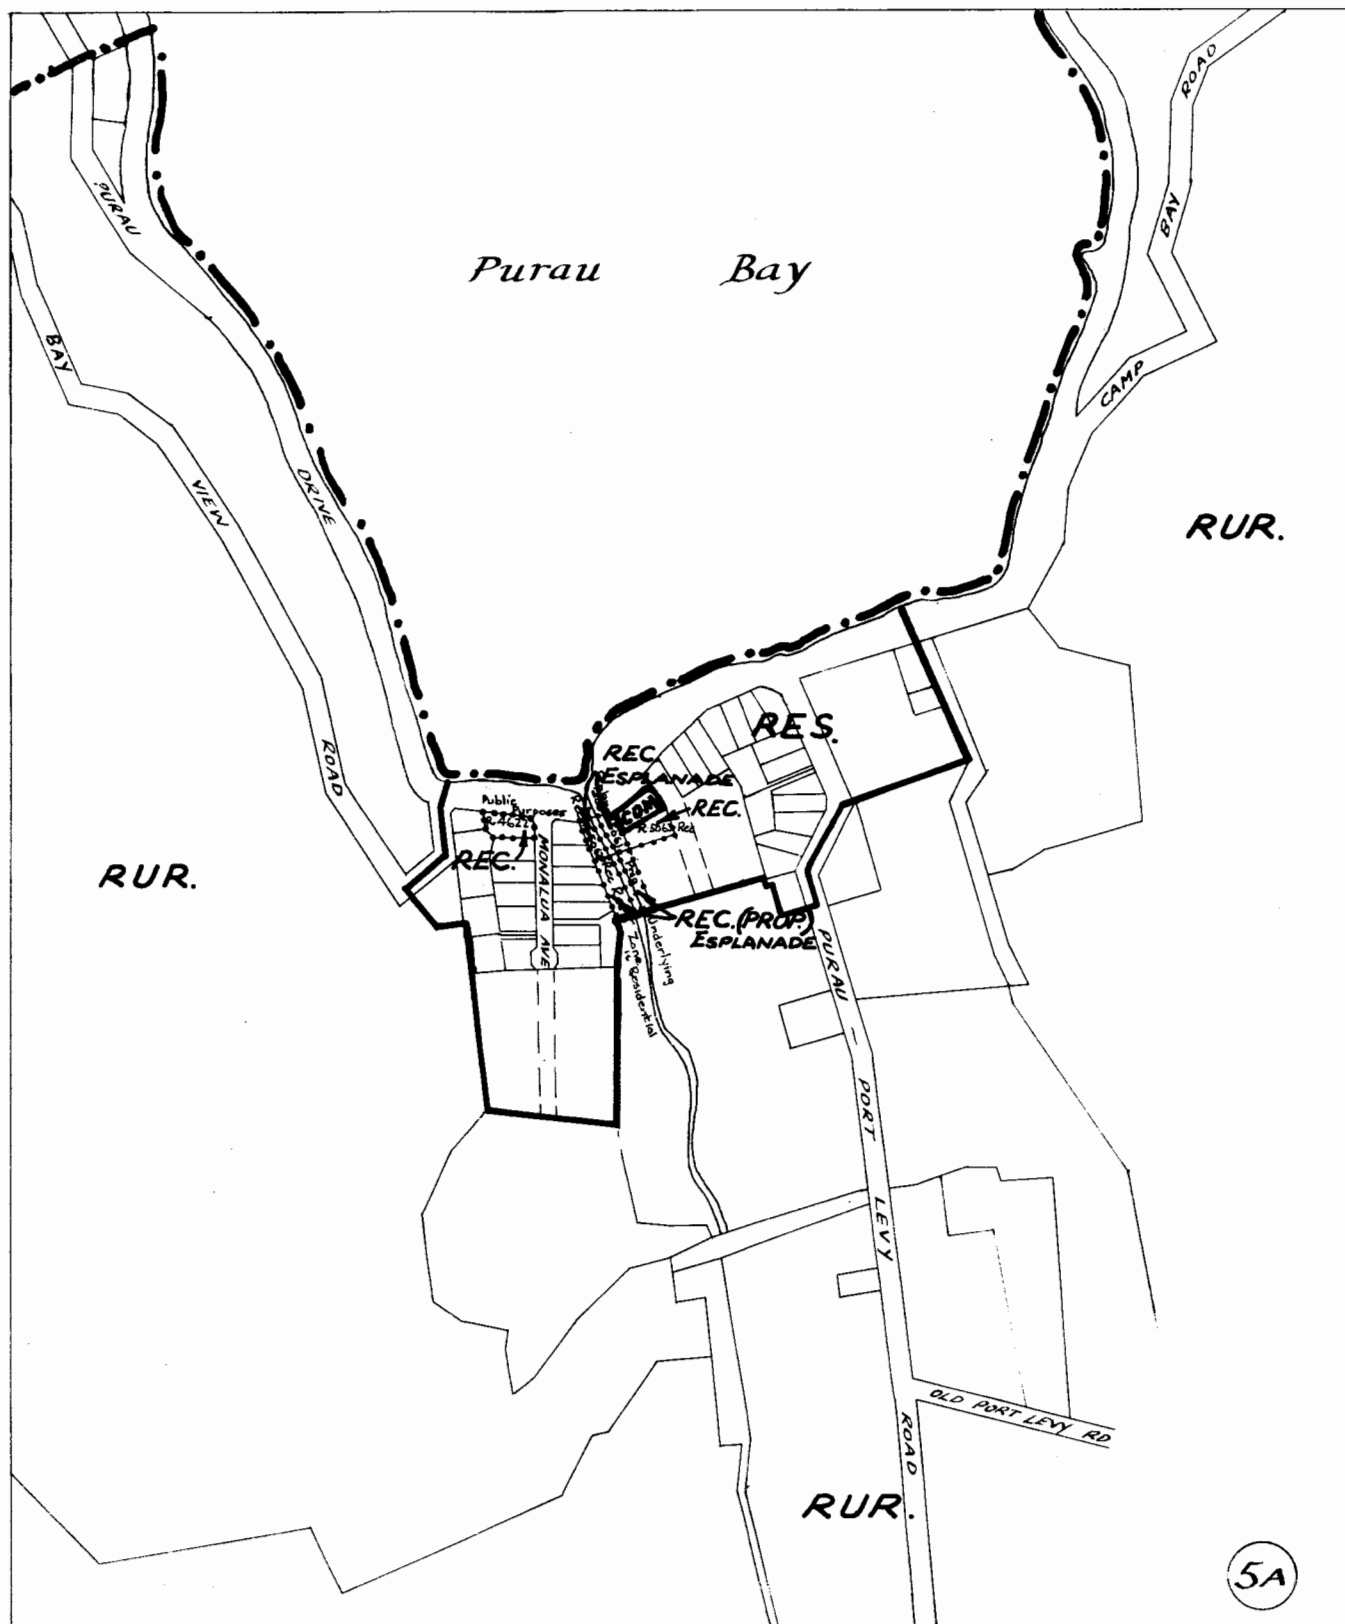 ROAD
BAY
CAMP
PURAU
DRIVE
Purau Bay
BAY
VIEW
ROAD
RUR.
RES.
REC.
ESPLANADE
COM
REC.
Public
Purposes
R 4622
REC.
MONALUA AVE
RUR.
REC. (PROP.)
ESPLANADE
Underlying
Zone Residential
PURAU - PORT LEVY ROAD
OLD PORT LEVY RD
RUR.
5A